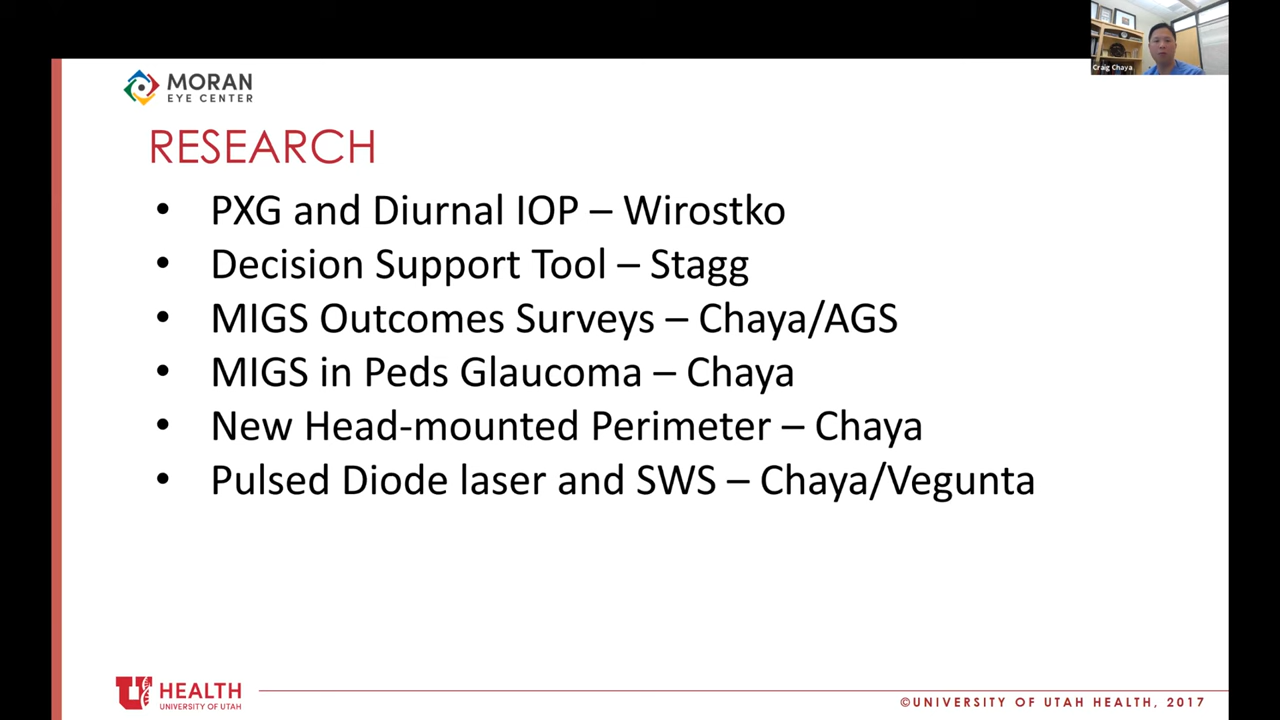 Craig Chaya
MORAN
EYE CENTER
RESEARCH
• PXG and Diurnal IOP – Wirostko
• Decision Support Tool – Stagg
• MIGS Outcomes Surveys – Chaya/AGS
• MIGS in Peds Glaucoma – Chaya
• New Head-mounted Perimeter – Chaya
• Pulsed Diode laser and SWS – Chaya/Vegunta
U HEALTH
UNIVERSITY OF UTAH
©UNIVERSITY OF UTAH HEALTH, 2017